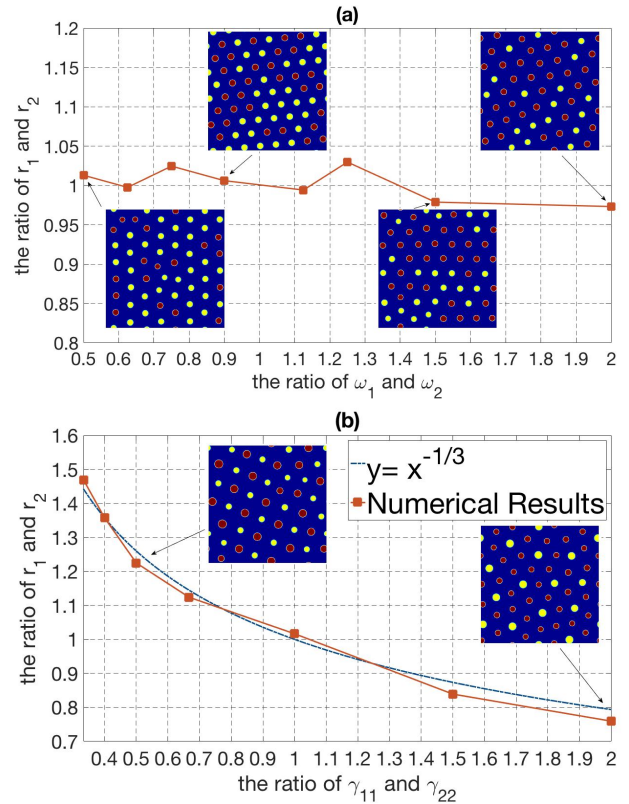 (a)
1.2
1.15
1.1
1.05
1
0.95
0.9
0.85
0.8
the ratio of r₁ and r₂
0.5 0.6 0.7 0.8 0.9 1 1.1 1.2 1.3 1.4 1.5 1.6 1.7 1.8 1.9 2
the ratio of ω₁ and ω₂
(b)
1.6
1.5
1.4
1.3
1.2
1.1
1
0.9
0.8
0.7
the ratio of r₁ and r₂
y= x^{-1/3}
Numerical Results
0.4 0.5 0.6 0.7 0.8 0.9 1 1.1 1.2 1.3 1.4 1.5 1.6 1.7 1.8 1.9 2
the ratio of γ₁₁ and γ₂₂